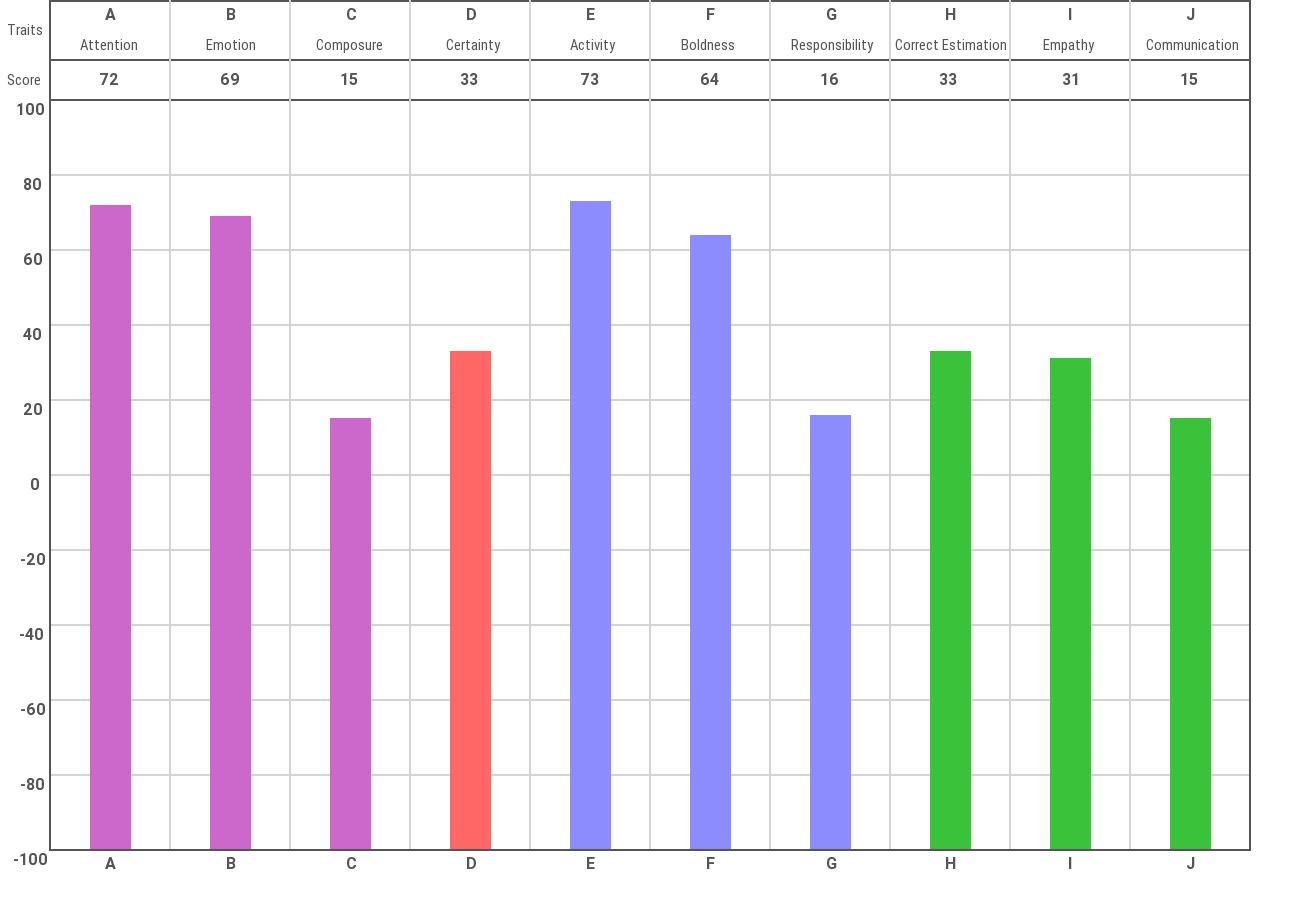 Traits A B C D E F G H I J
Attention Emotion Composure Certainty Activity Boldness Responsibility Correct Estimation Empathy Communication
Score 72 69 15 33 73 64 16 33 31 15
100
80
60
40
20
0
-20
-40
-60
-80
-100
A B C D E F G H I J